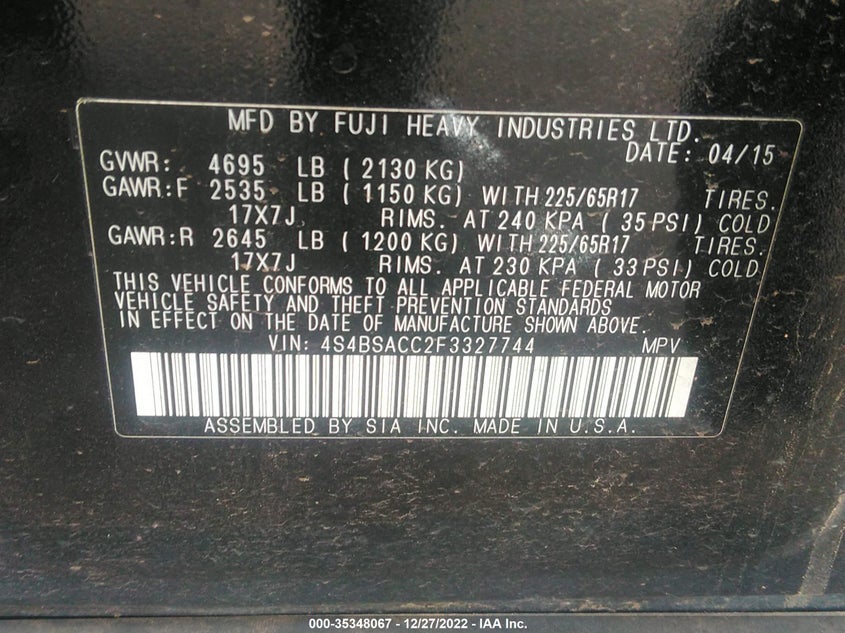 MFD BY FUJI HEAVY INDUSTRIES LTD.
DATE: 04/15
GVWR: 4695 LB ( 2130 KG)
GAWR:F 2535 LB ( 1150 KG) WITH 225/65R17 TIRES.
17X7J RIMS. AT 240 KPA ( 35 PSI) COLD
GAWR:R 2645 LB ( 1200 KG) WITH 225/65R17 TIRES.
17X7J RIMS. AT 230 KPA ( 33 PSI) COLD.
THIS VEHICLE CONFORMS TO ALL APPLICABLE FEDERAL MOTOR
VEHICLE SAFETY AND THEFT PREVENTION STANDARDS
IN EFFECT ON THE DATE OF MANUFACTURE SHOWN ABOVE.
VIN: 4S4BSACC2F3327744 MPV
ASSEMBLED BY SIA INC. MADE IN U.S.A.
000-35348067 - 12/27/2022 - IAA Inc.